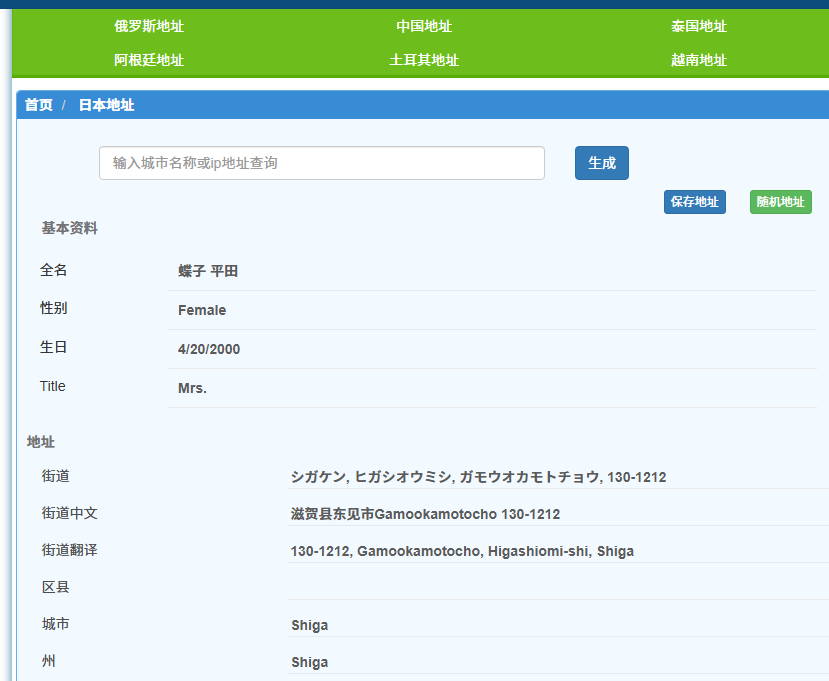 俄罗斯地址 中国地址 泰国地址
阿根廷地址 土耳其地址 越南地址
首页 / 日本地址
输入城市名称或ip地址查询 生成
保存地址 随机地址
基本资料
全名 蝶子 平田
性别 Female
生日 4/20/2000
Title Mrs.
地址
街道 シガケン, ヒガシオウミシ, ガモウオカモトチョウ, 130-1212
街道中文 滋贺县东见市Gamookamotocho 130-1212
街道翻译 130-1212, Gamookamotocho, Higashiomi-shi, Shiga
区县
城市 Shiga
州 Shiga